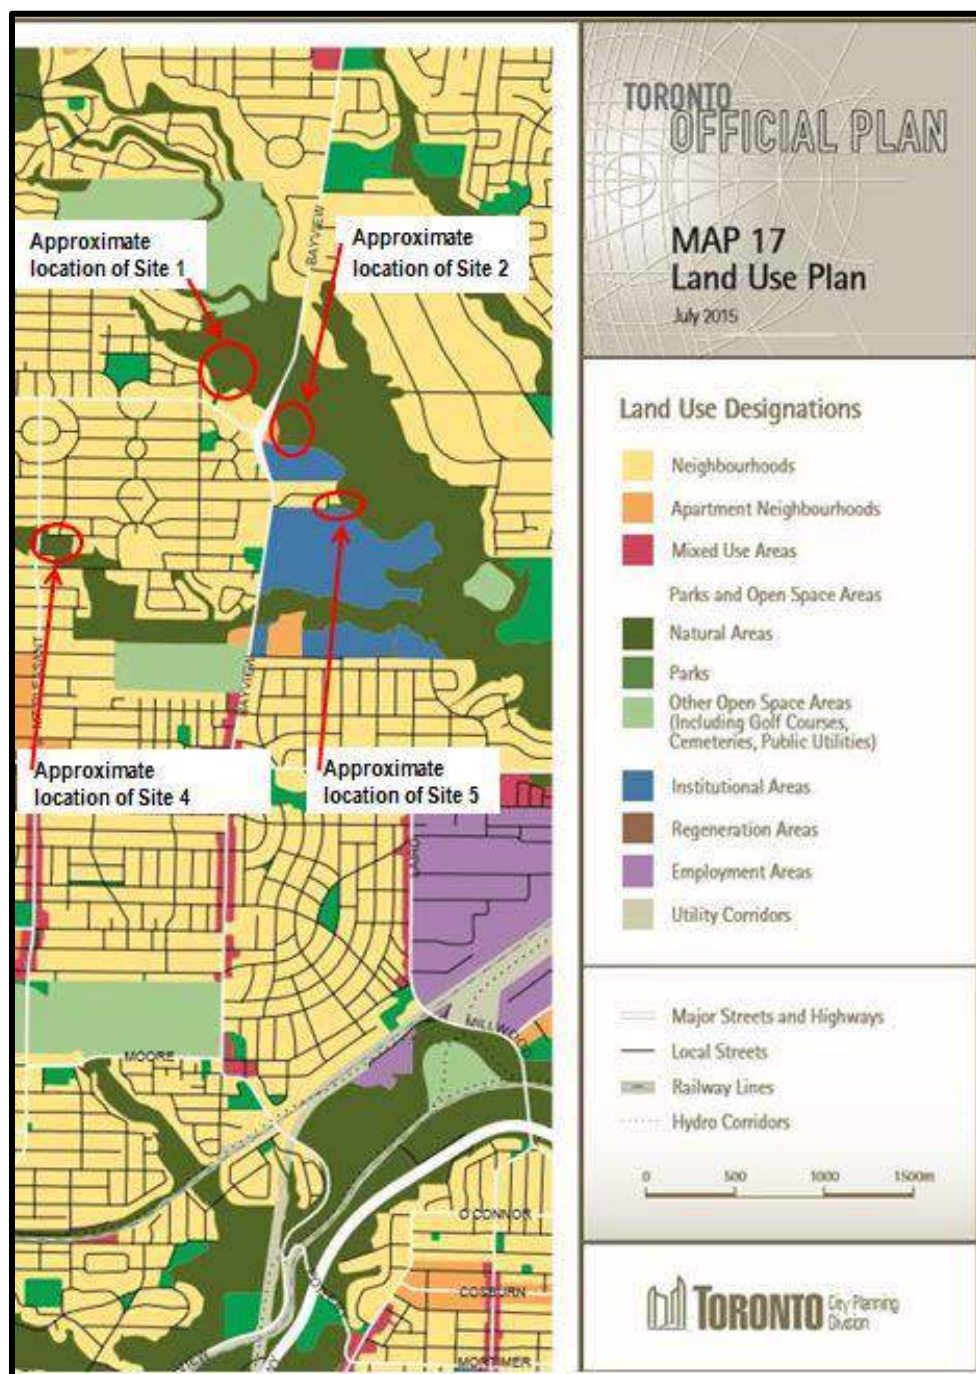 TORONTO
OFFICIAL PLAN
MAP 17
Land Use Plan
July 2015
BAYVIEW
Approximate
location of Site 1
Approximate
location of Site 2
MT PLEASANT
BAYVIEW
Approximate
location of Site 4
Approximate
location of Site 5
LAIRD
MILLWOOD
MOORE
O'CONNOR
COSBURN
MORTIMER
Land Use Designations
Neighbourhoods
Apartment Neighbourhoods
Mixed Use Areas
Parks and Open Space Areas
Natural Areas
Parks
Other Open Space Areas
(Including Golf Courses,
Cemeteries, Public Utilities)
Institutional Areas
Regeneration Areas
Employment Areas
Utility Corridors
Major Streets and Highways
Local Streets
Railway Lines
Hydro Corridors
0 500 1000 1500m
TORONTO City Planning
Division